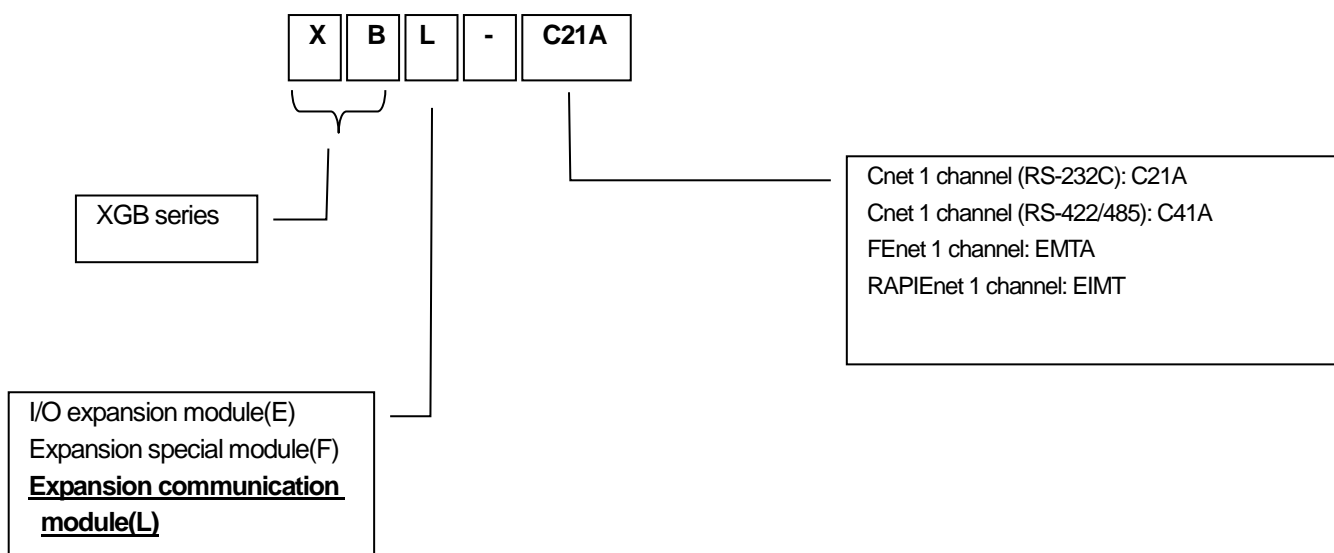 X B L - C21A
XGB series
Cnet 1 channel (RS-232C): C21A
Cnet 1 channel (RS-422/485): C41A
FEnet 1 channel: EMTA
RAPIEnet 1 channel: EIMT
I/O expansion module(E)
Expansion special module(F)
Expansion communication
module(L)